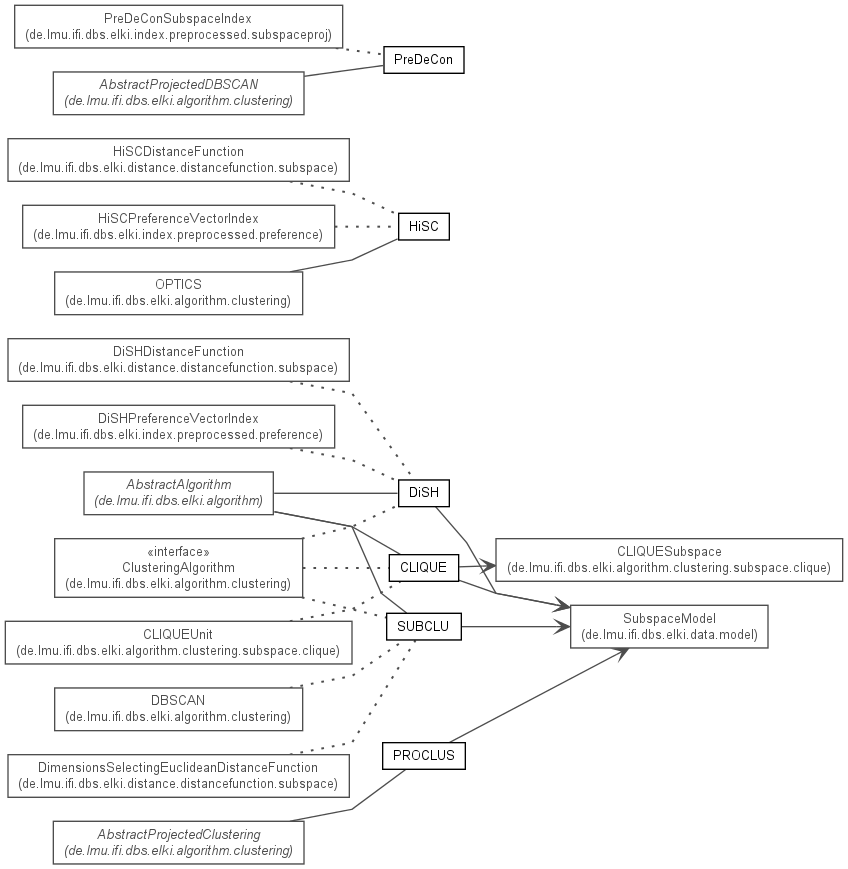 PreDeConSubspaceIndex
(de.lmu.ifi.dbs.elki.index.preprocessed.subspaceproj)
PreDeCon
AbstractProjectedDBSCAN
(de.lmu.ifi.dbs.elki.algorithm.clustering)
HiSCDistanceFunction
(de.lmu.ifi.dbs.elki.distance.distancefunction.subspace)
HiSCPreferenceVectorIndex
(de.lmu.ifi.dbs.elki.index.preprocessed.preference)
HiSC
OPTICS
(de.lmu.ifi.dbs.elki.algorithm.clustering)
DiSHDistanceFunction
(de.lmu.ifi.dbs.elki.distance.distancefunction.subspace)
DiSHPreferenceVectorIndex
(de.lmu.ifi.dbs.elki.index.preprocessed.preference)
AbstractAlgorithm
(de.lmu.ifi.dbs.elki.algorithm)
DiSH
«interface»
ClusteringAlgorithm
(de.lmu.ifi.dbs.elki.algorithm.clustering)
CLIQUE
CLIQUESubspace
(de.lmu.ifi.dbs.elki.algorithm.clustering.subspace.clique)
CLIQUEUnit
(de.lmu.ifi.dbs.elki.algorithm.clustering.subspace.clique)
SUBCLU
SubspaceModel
(de.lmu.ifi.dbs.elki.data.model)
DBSCAN
(de.lmu.ifi.dbs.elki.algorithm.clustering)
DimensionsSelectingEuclideanDistanceFunction
(de.lmu.ifi.dbs.elki.distance.distancefunction.subspace)
PROCLUS
AbstractProjectedClustering
(de.lmu.ifi.dbs.elki.algorithm.clustering)